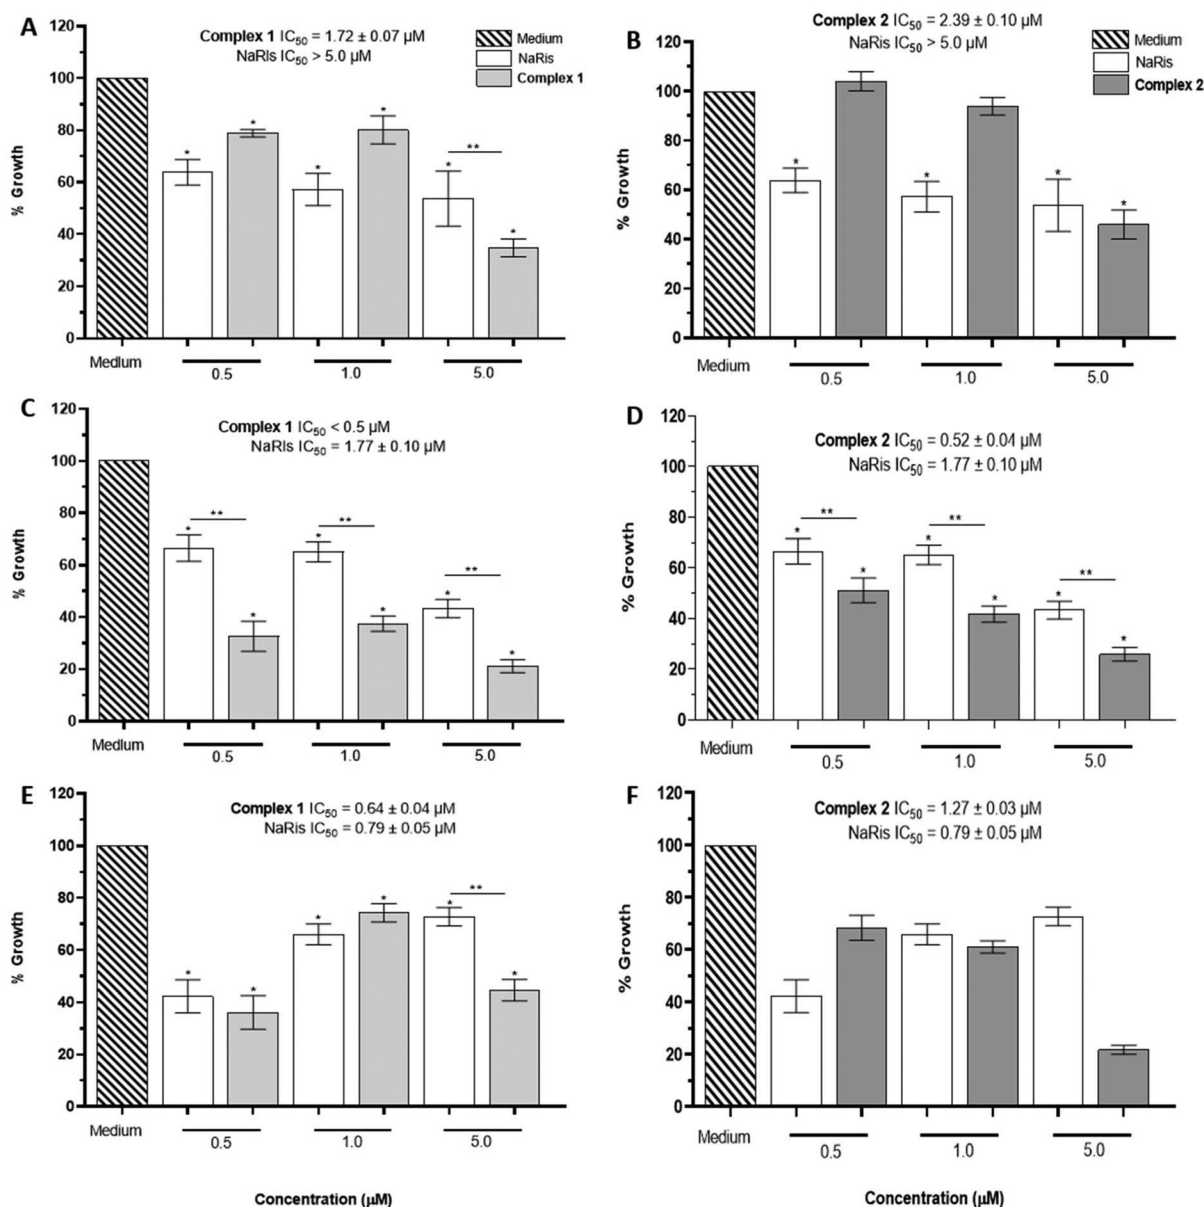 A
Complex 1 IC50 = 1.72 ± 0.07 µM
NaRis IC50 > 5.0 µM
Medium
NaRis
Complex 1
% Growth
120
100
80
60
40
20
0
*
*
*
*
*
**
*
Medium
0.5
1.0
5.0
B
Complex 2 IC50 = 2.39 ± 0.10 µM
NaRis IC50 > 5.0 µM
Medium
NaRis
Complex 2
% Growth
120
100
80
60
40
20
0
*
*
*
*
Medium
0.5
1.0
5.0
C
Complex 1 IC50 < 0.5 µM
NaRis IC50 = 1.77 ± 0.10 µM
% Growth
120
100
80
60
40
20
0
*
**
*
*
**
*
*
**
*
Medium
0.5
1.0
5.0
D
Complex 2 IC50 = 0.52 ± 0.04 µM
NaRis IC50 = 1.77 ± 0.10 µM
% Growth
120
100
80
60
40
20
0
*
**
*
*
**
*
*
**
*
Medium
0.5
1.0
5.0
E
Complex 1 IC50 = 0.64 ± 0.04 µM
NaRis IC50 = 0.79 ± 0.05 µM
% Growth
120
100
80
60
40
20
0
*
*
*
*
*
**
*
Medium
0.5
1.0
5.0
Concentration (µM)
F
Complex 2 IC50 = 1.27 ± 0.03 µM
NaRis IC50 = 0.79 ± 0.05 µM
% Growth
120
100
80
60
40
20
0
Medium
0.5
1.0
5.0
Concentration (µM)